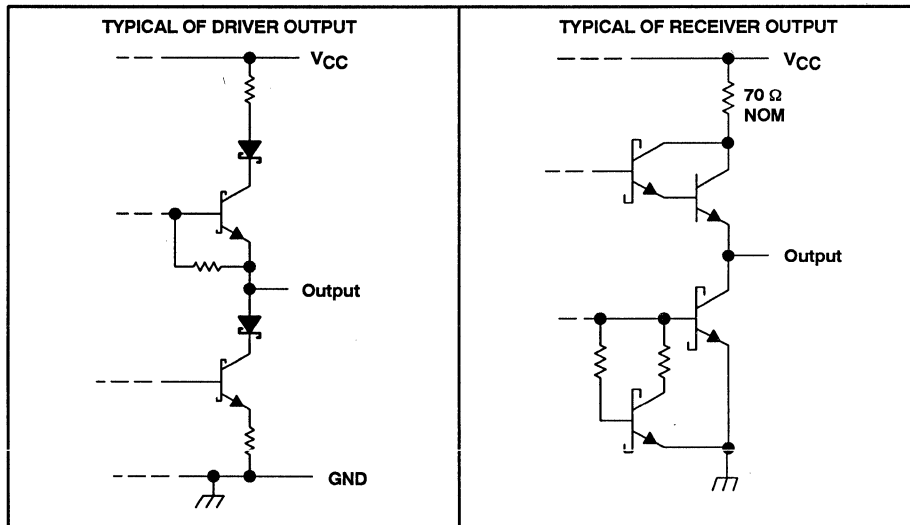 TYPICAL OF DRIVER OUTPUT
VCC
Output
GND
TYPICAL OF RECEIVER OUTPUT
VCC
70 Ω
NOM
Output